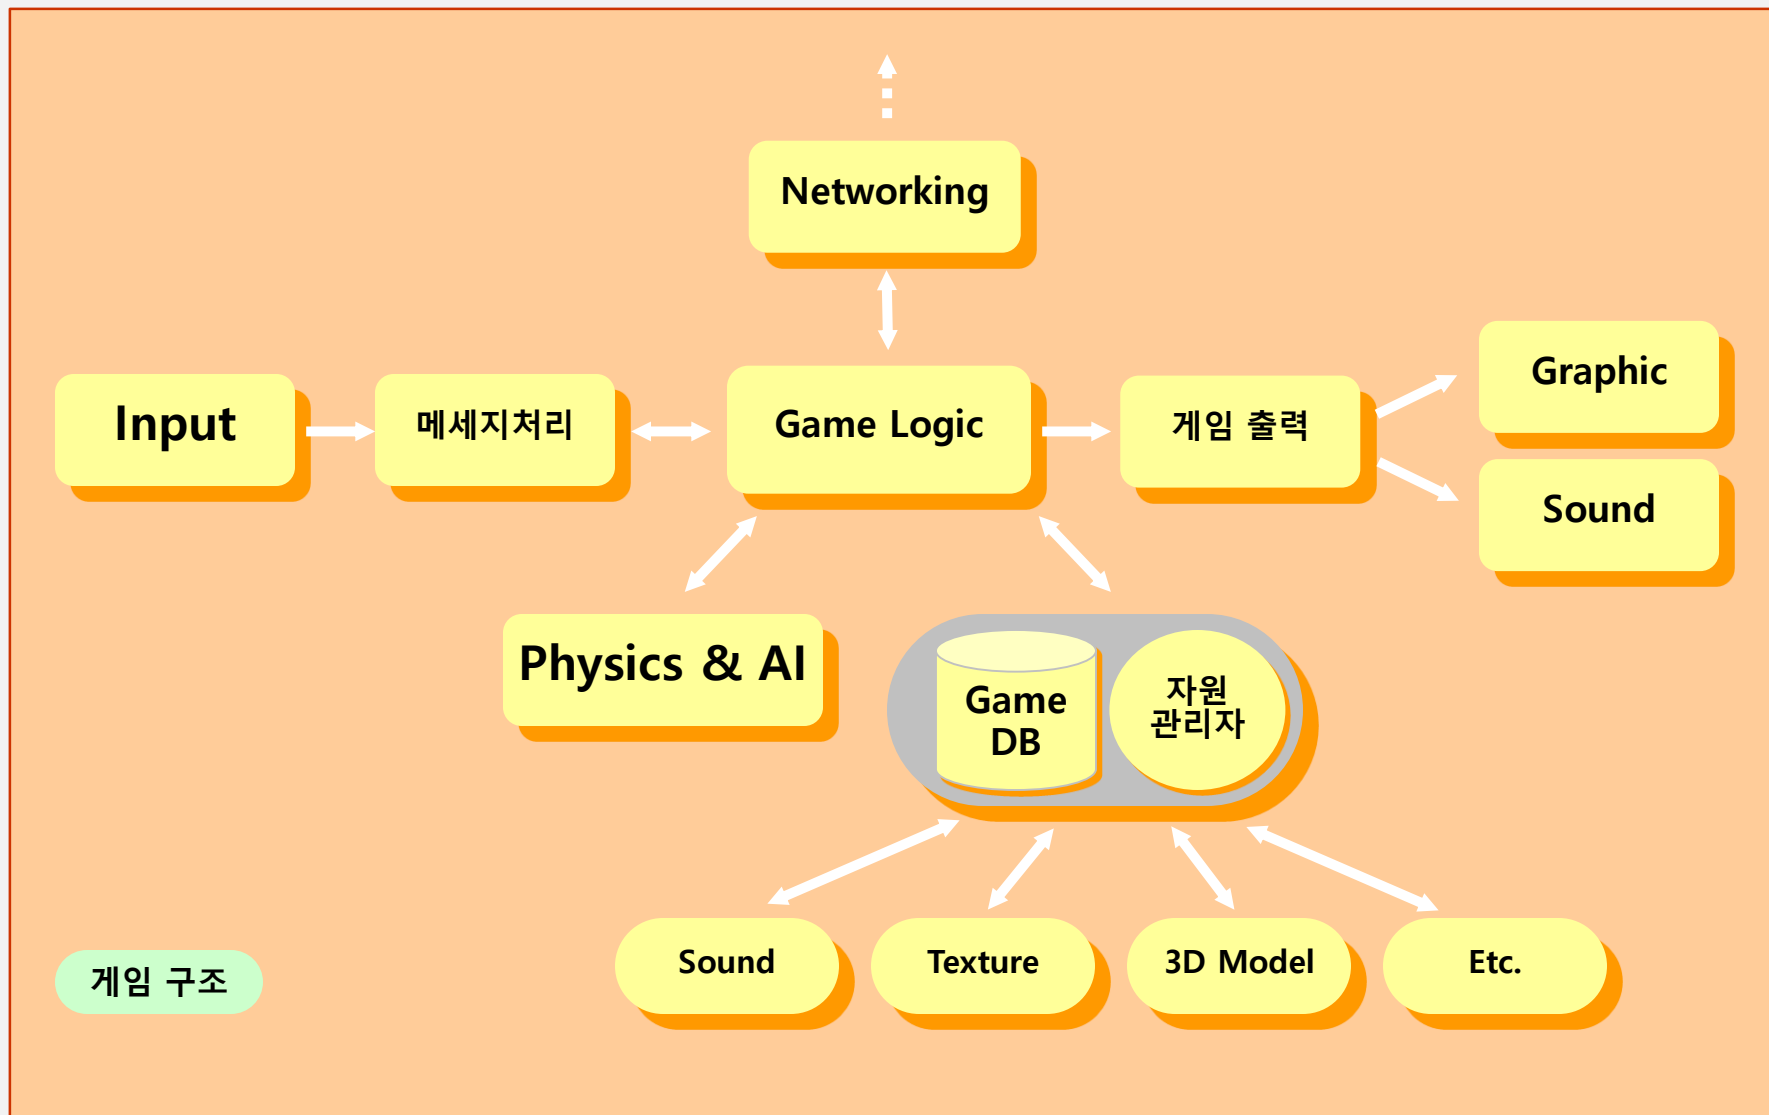 Networking
Input
메세지처리
Game Logic
게임 출력
Graphic
Sound
Physics & AI
Game
DB
자원
관리자
Sound
Texture
3D Model
Etc.
게임 구조